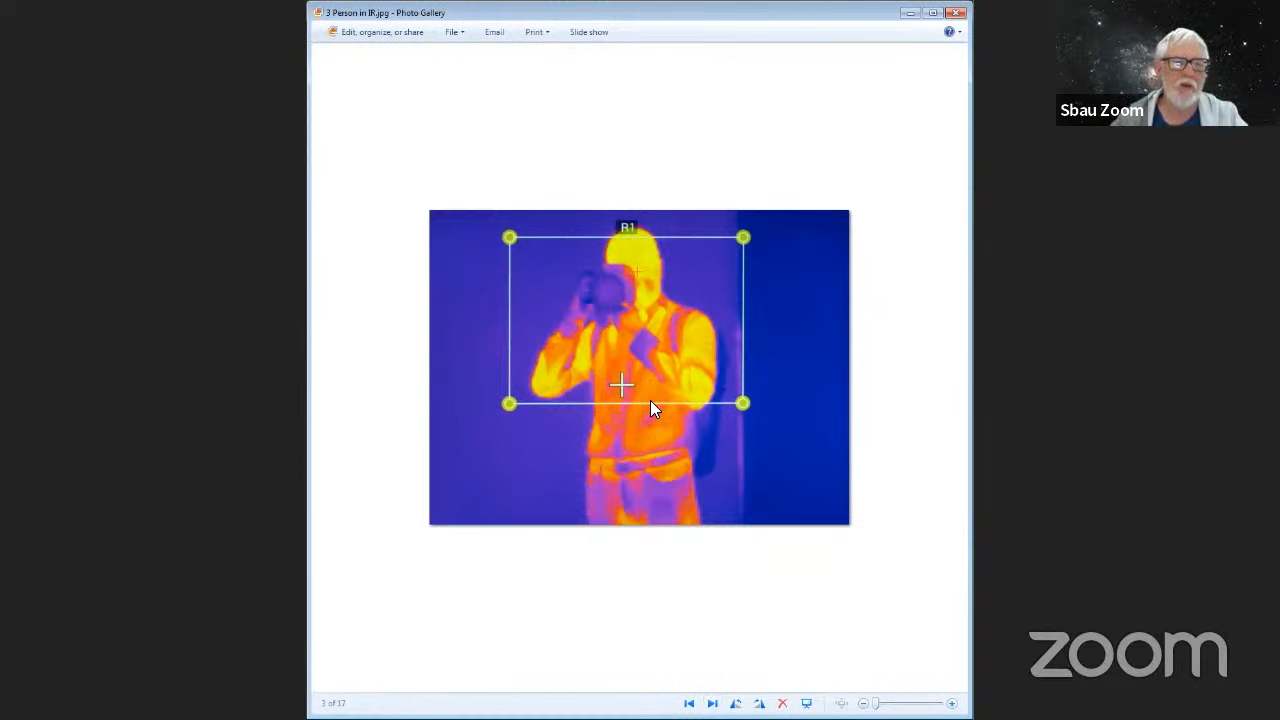 3 Person in IR.jpg - Photo Gallery
Edit, organize, or share File Email Print Slide show
Sbau Zoom
R1
zoom
3 of 17